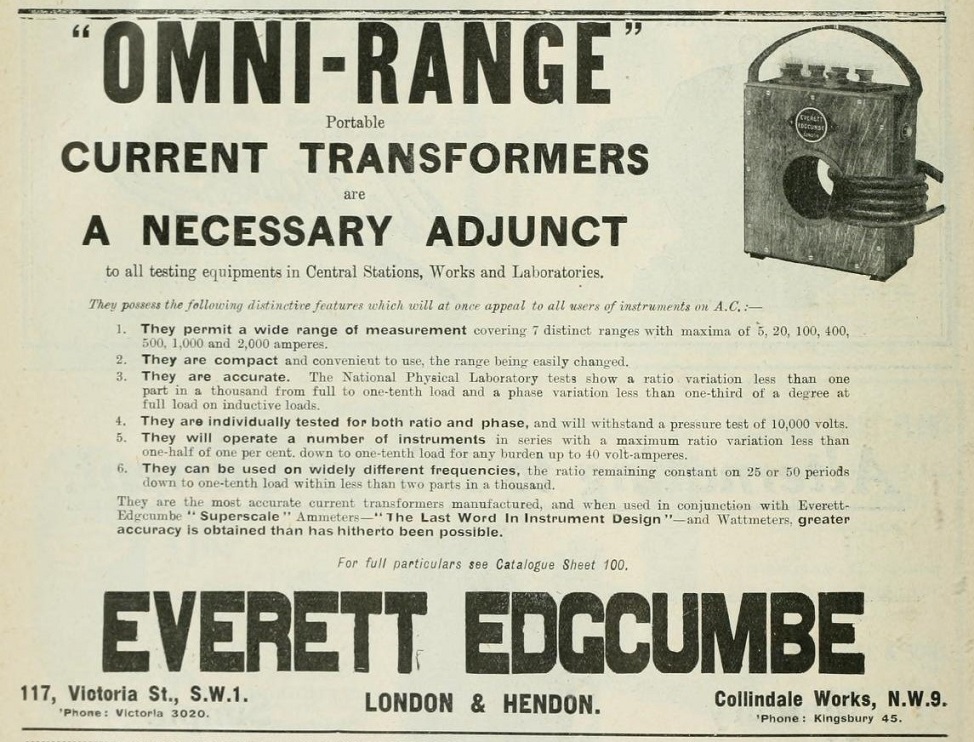 "OMNI-RANGE"
Portable
CURRENT TRANSFORMERS
are
A NECESSARY ADJUNCT
to all testing equipments in Central Stations, Works and Laboratories.
EVERETT
EDGCUMBE
LONDON
They possess the following distinctive features which will at once appeal to all users of instruments on A.C.:—
1. They permit a wide range of measurement covering 7 distinct ranges with maxima of 5, 20, 100, 400,
500, 1,000 and 2,000 amperes.
2. They are compact and convenient to use, the range being easily changed.
3. They are accurate. The National Physical Laboratory tests show a ratio variation less than one
part in a thousand from full to one-tenth load and a phase variation less than one-third of a degree at
full load on inductive loads.
4. They are individually tested for both ratio and phase, and will withstand a pressure test of 10,000 volts.
5. They will operate a number of instruments in series with a maximum ratio variation less than
one-half of one per cent. down to one-tenth load for any burden up to 40 volt-amperes.
6. They can be used on widely different frequencies, the ratio remaining constant on 25 or 50 periods
down to one-tenth load within less than two parts in a thousand.
They are the most accurate current transformers manufactured, and when used in conjunction with Everett-
Edgcumbe "Superscale" Ammeters—"The Last Word In Instrument Design"—and Wattmeters, greater
accuracy is obtained than has hitherto been possible.
For full particulars see Catalogue Sheet 100.
EVERETT EDGCUMBE
117, Victoria St., S.W.1.
'Phone: Victoria 3020.
LONDON & HENDON.
Collindale Works, N.W.9.
'Phone: Kingsbury 45.